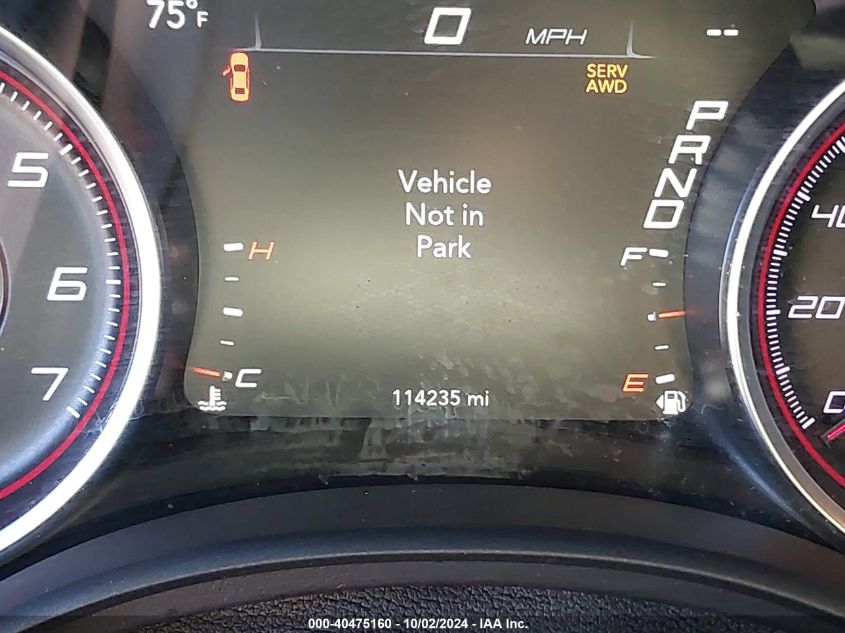 75°F
0 MPH
--
SERV
AWD
P
R
N
D
Vehicle
Not in
Park
H
C
F
E
114235 mi
5
6
7
40
20
000-40475160 - 10/02/2024 - IAA Inc.